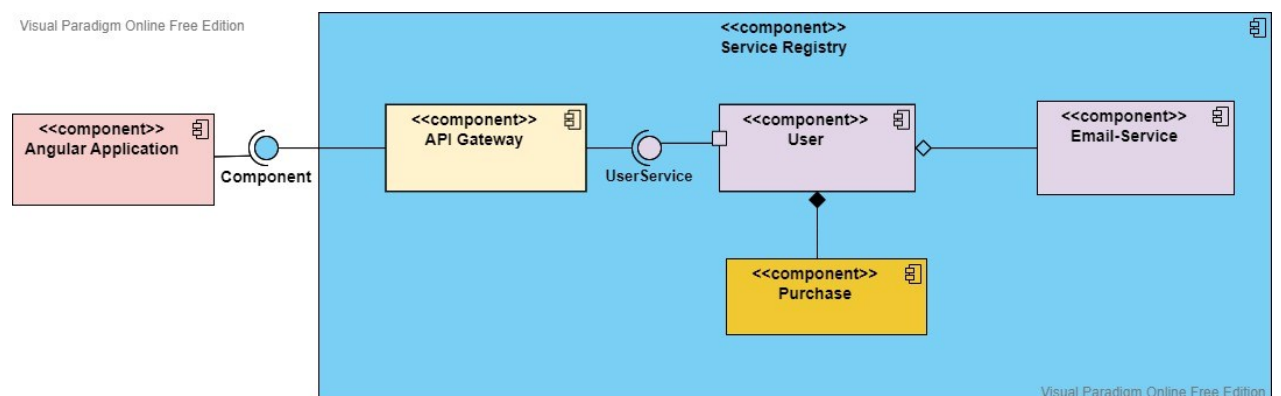 Visual Paradigm Online Free Edition
<<component>>
Service Registry
<<component>>
Angular Application
Component
<<component>>
API Gateway
UserService
<<component>>
User
<<component>>
Email-Service
<<component>>
Purchase
Visual Paradigm Online Free Edition